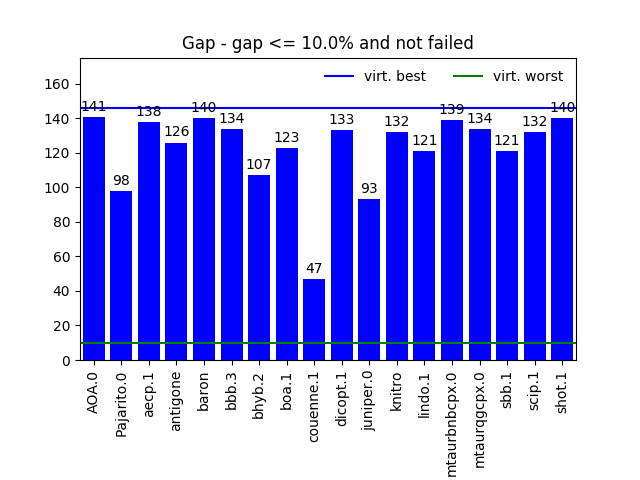 Gap - gap <= 10.0% and not failed
virt. best
virt. worst
160
140
120
100
80
60
40
20
0
141
98
138
126
140
134
107
123
47
133
93
132
121
139
134
121
132
140
AOA.0
Pajarito.0
aecp.1
antigone
baron
bbb.3
bhyb.2
boa.1
couenne.1
dicopt.1
juniper.0
knitro
lindo.1
mtaurbnbcpx.0
mtaurqgcpx.0
sbb.1
scip.1
shot.1